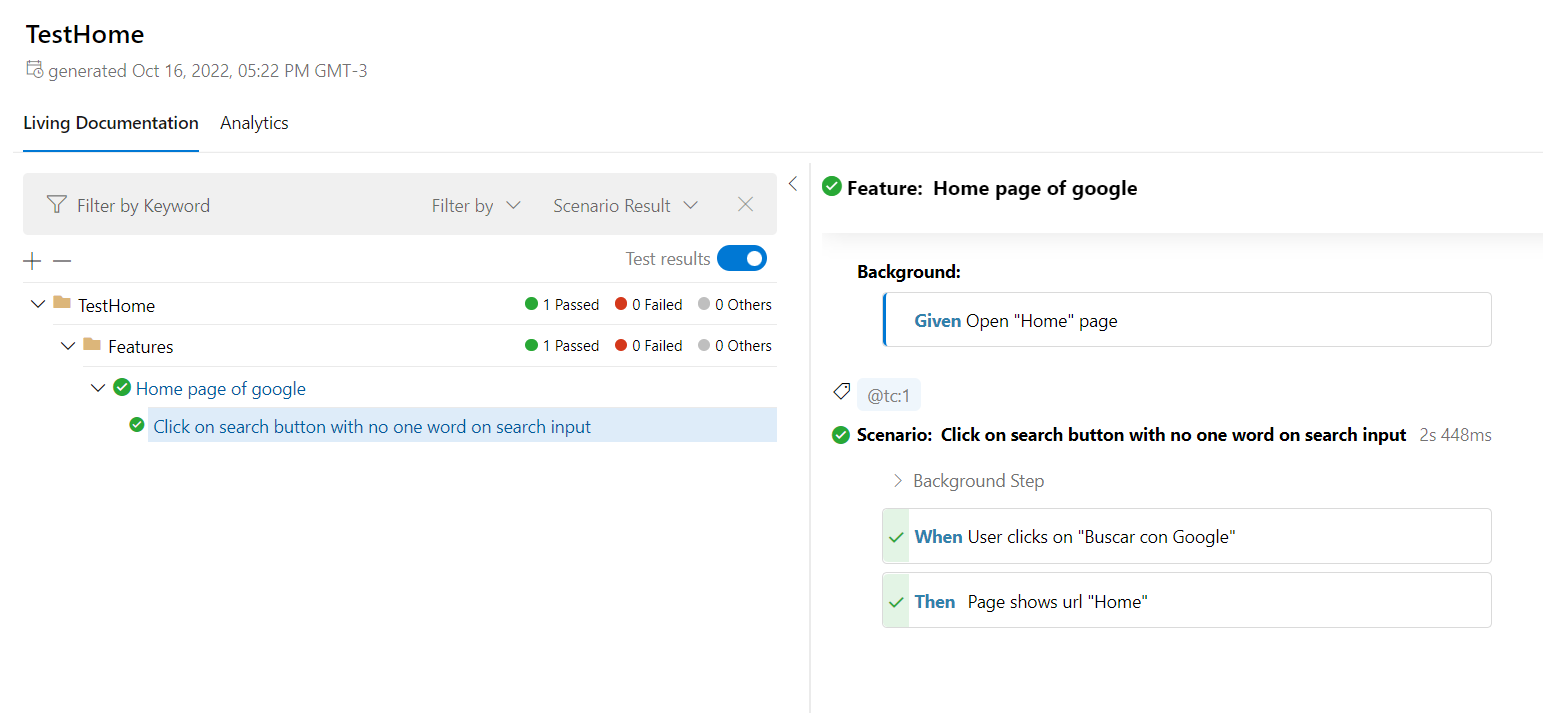 TestHome
generated Oct 16, 2022, 05:22 PM GMT-3
Living Documentation Analytics
Filter by Keyword Filter by Scenario Result
Test results
TestHome 1 Passed 0 Failed 0 Others
Features 1 Passed 0 Failed 0 Others
Home page of google
Click on search button with no one word on search input
Feature: Home page of google
Background:
Given Open "Home" page
@tc:1
Scenario: Click on search button with no one word on search input 2s 448ms
Background Step
When User clicks on "Buscar con Google"
Then Page shows url "Home"